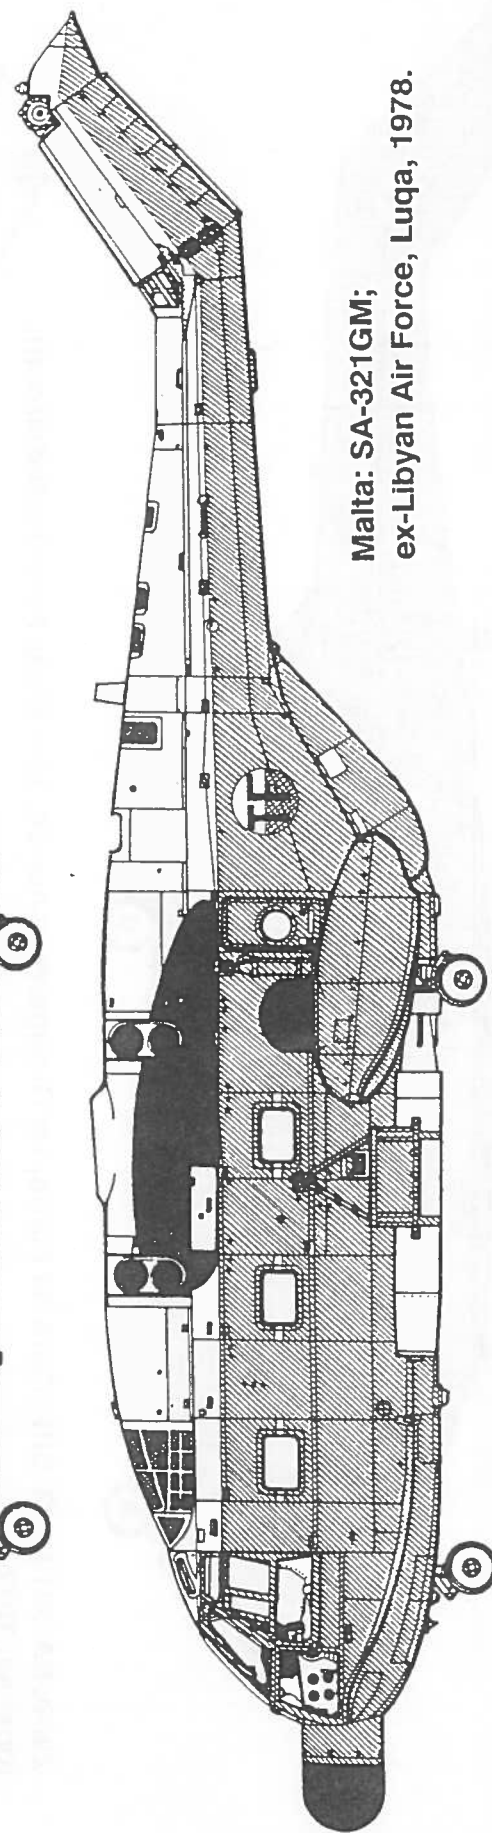 Malta: SA-321GM;
ex-Libyan Air Force, Luqa, 1978.